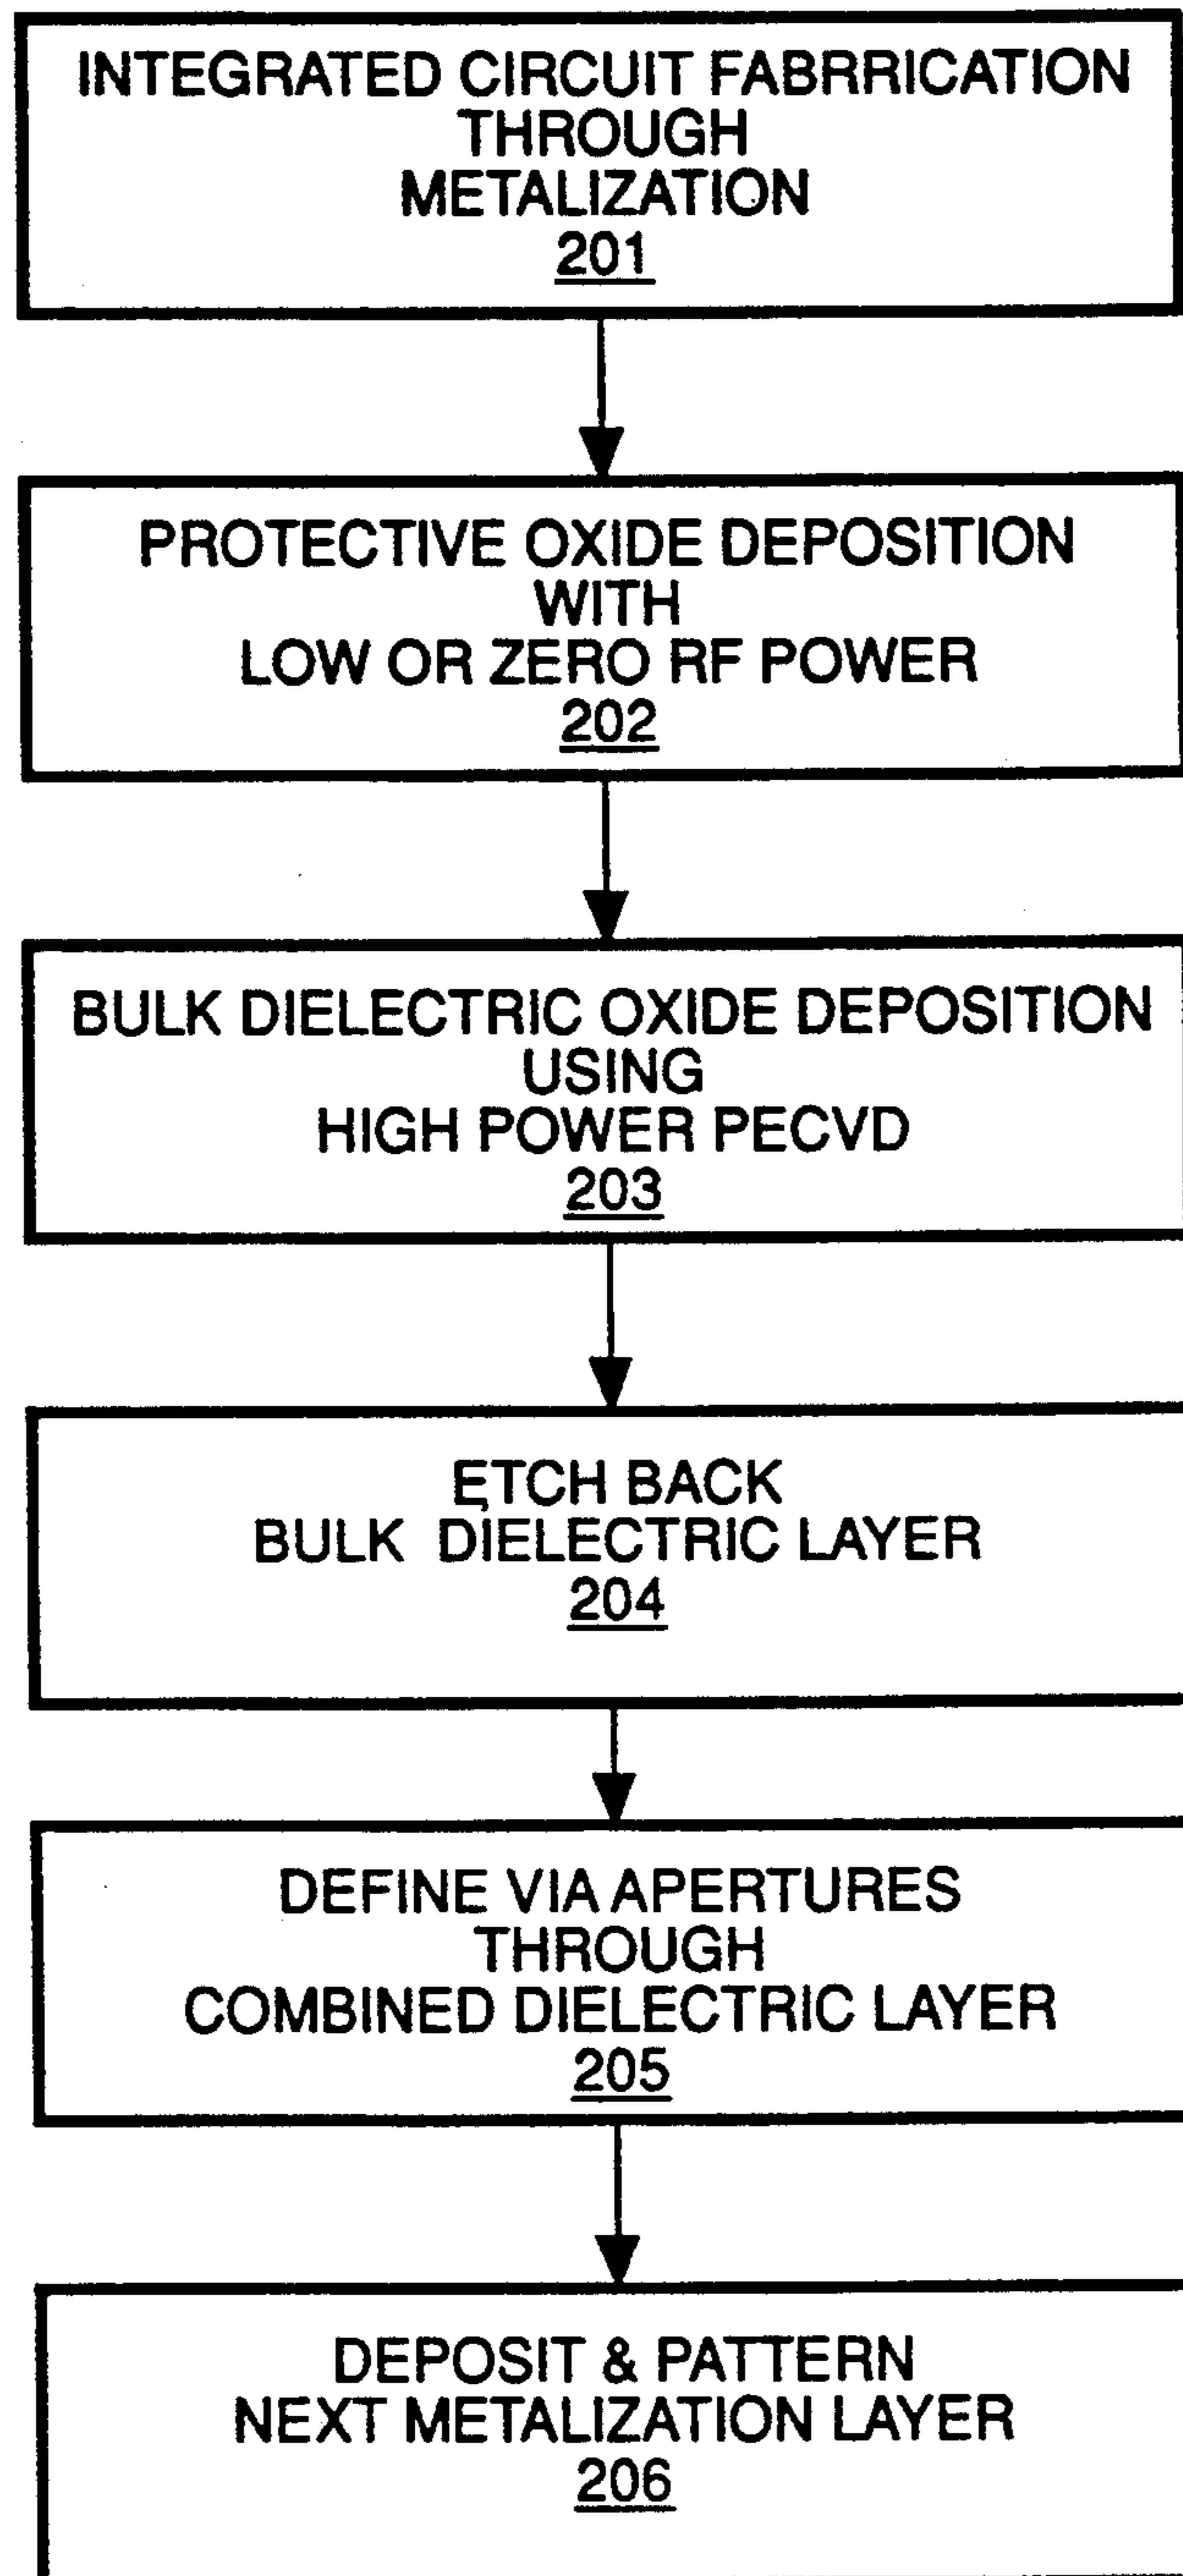 INTEGRATED CIRCUIT FABRRICATION
THROUGH
METALIZATION
201
PROTECTIVE OXIDE DEPOSITION
WITH
LOW OR ZERO RF POWER
202
BULK DIELECTRIC OXIDE DEPOSITION
USING
HIGH POWER PECVD
203
ETCH BACK
BULK DIELECTRIC LAYER
204
DEFINE VIA APERTURES
THROUGH
COMBINED DIELECTRIC LAYER
205
DEPOSIT & PATTERN
NEXT METALIZATION LAYER
206